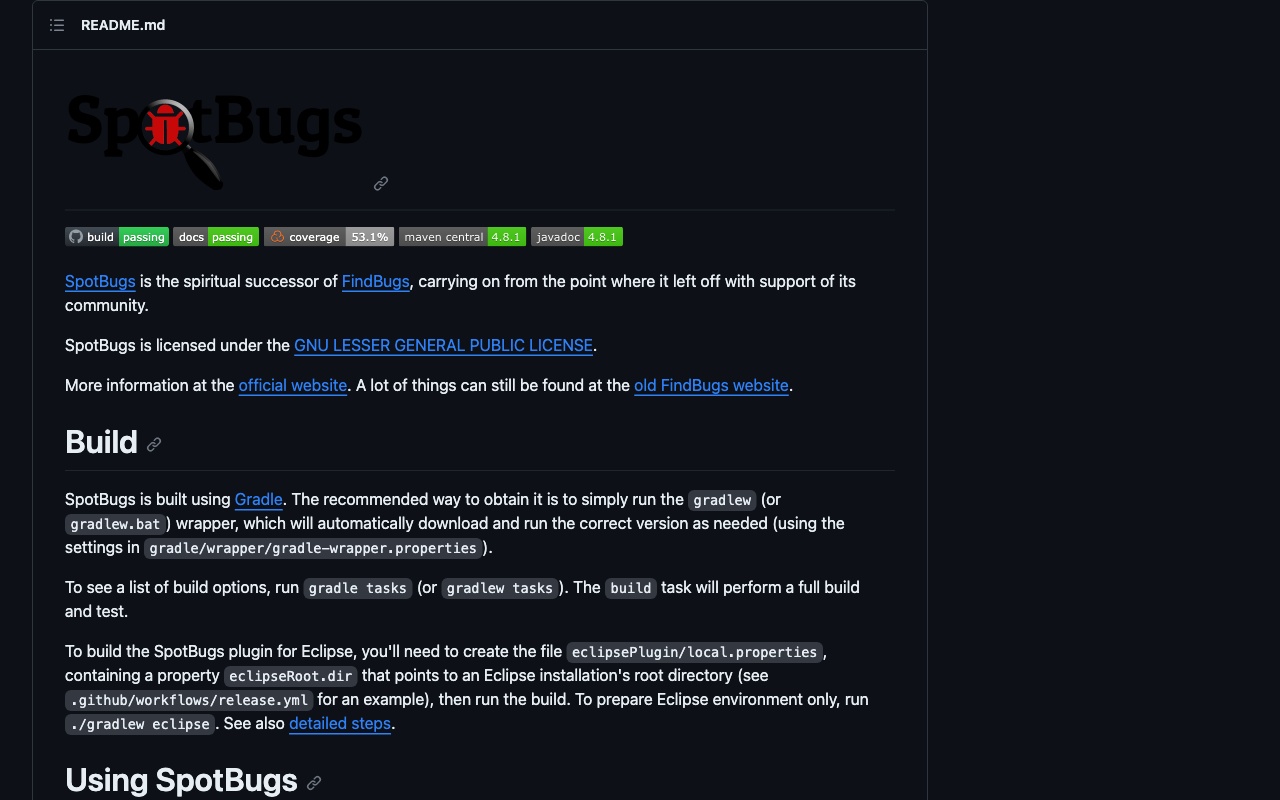 README.md
SpotBugs
build passing docs passing coverage 53.1% maven central 4.8.1 javadoc 4.8.1
SpotBugs is the spiritual successor of FindBugs, carrying on from the point where it left off with support of its
community.
SpotBugs is licensed under the GNU LESSER GENERAL PUBLIC LICENSE.
More information at the official website. A lot of things can still be found at the old FindBugs website.
Build
SpotBugs is built using Gradle. The recommended way to obtain it is to simply run the gradlew (or
gradlew.bat) wrapper, which will automatically download and run the correct version as needed (using the
settings in gradle/wrapper/gradle-wrapper.properties).
To see a list of build options, run gradle tasks (or gradlew tasks). The build task will perform a full build
and test.
To build the SpotBugs plugin for Eclipse, you'll need to create the file eclipsePlugin/local.properties,
containing a property eclipseRoot.dir that points to an Eclipse installation's root directory (see
.github/workflows/release.yml for an example), then run the build. To prepare Eclipse environment only, run
./gradlew eclipse. See also detailed steps.
Using SpotBugs